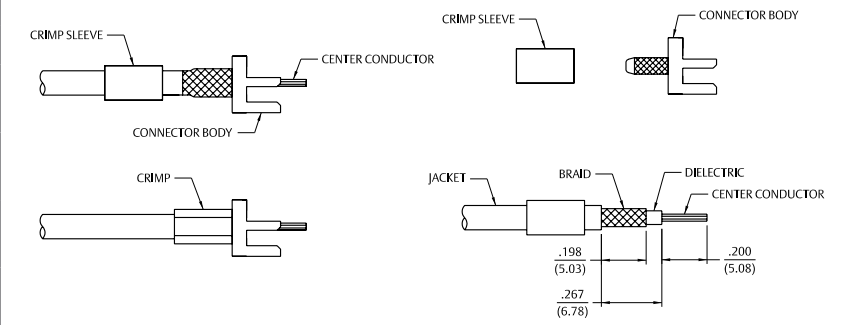 CRIMP SLEEVE
CENTER CONDUCTOR
CONNECTOR BODY
CRIMP SLEEVE
CONNECTOR BODY
CRIMP
JACKET
BRAID
DIELECTRIC
CENTER CONDUCTOR
.198
(5.03)
.200
(5.08)
.267
(6.78)